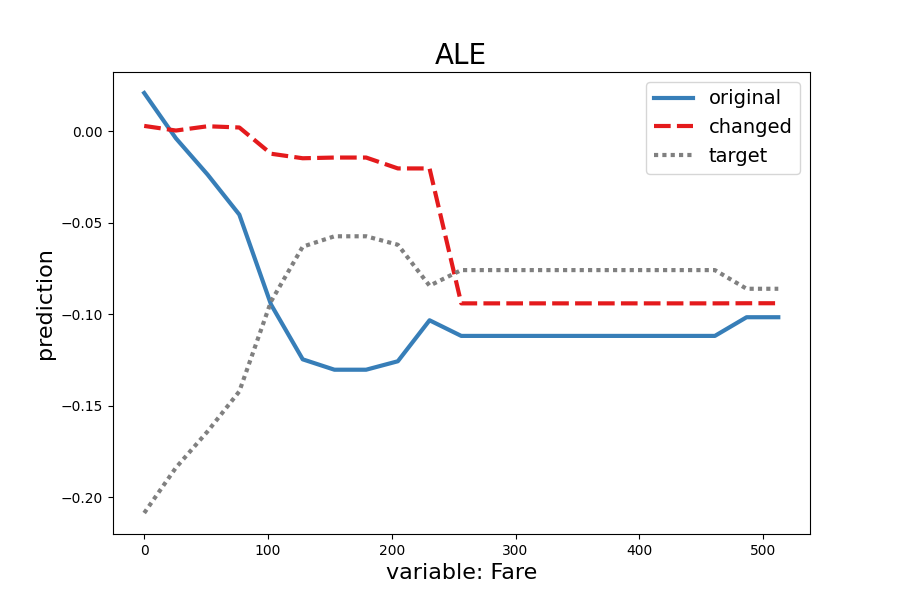 ALE
original
changed
target
prediction
0.00
−0.05
−0.10
−0.15
−0.20
0 100 200 300 400 500
variable: Fare